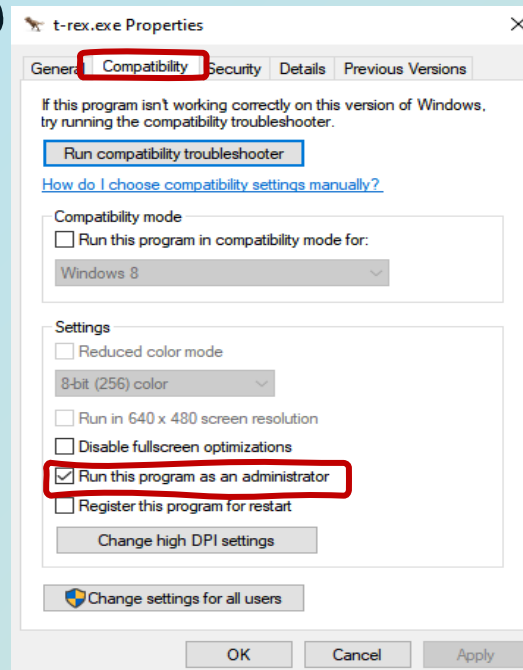 )
t-rex.exe Properties
General Compatibility Security Details Previous Versions
If this program isn't working correctly on this version of Windows,
try running the compatibility troubleshooter.
Run compatibility troubleshooter
How do I choose compatibility settings manually?
Compatibility mode
Run this program in compatibility mode for:
Windows 8
Settings
Reduced color mode
8-bit (256) color
Run in 640 x 480 screen resolution
Disable fullscreen optimizations
Run this program as an administrator
Register this program for restart
Change high DPI settings
Change settings for all users
OK Cancel Apply